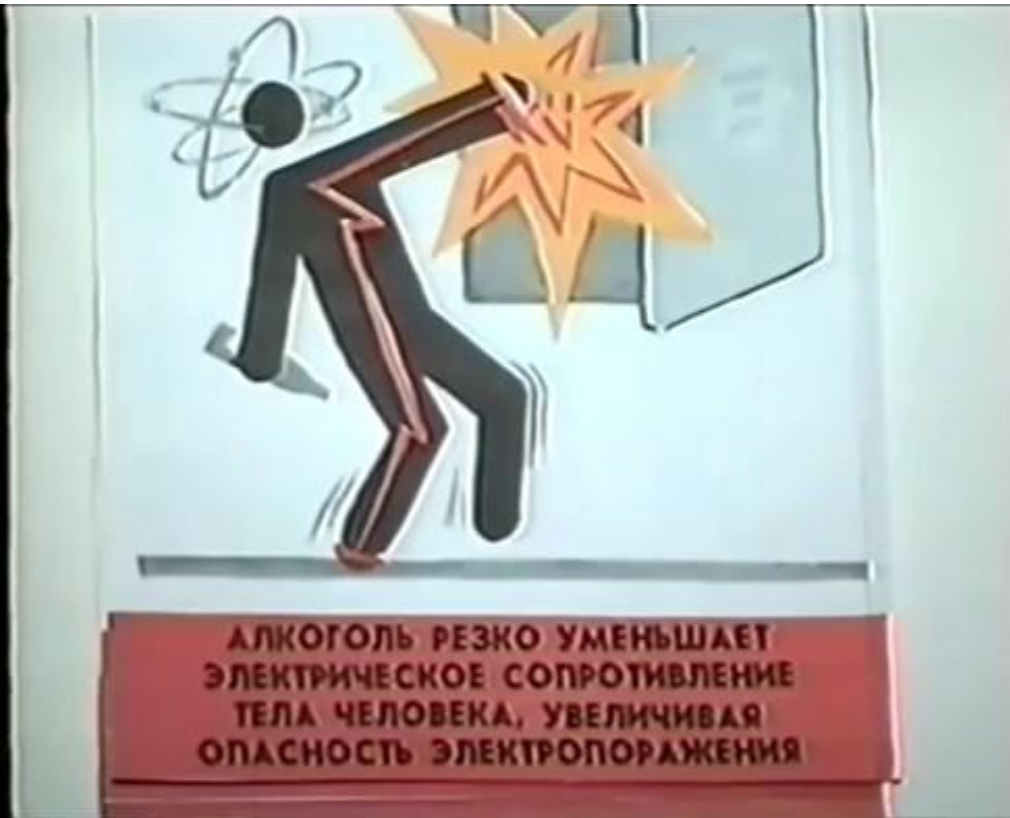 АЛКОГОЛЬ РЕЗКО УМЕНЬШАЕТ
ЭЛЕКТРИЧЕСКОЕ СОПРОТИВЛЕНИЕ
ТЕЛА ЧЕЛОВЕКА, УВЕЛИЧИВАЯ
ОПАСНОСТЬ ЭЛЕКТРОПОРАЖЕНИЯ